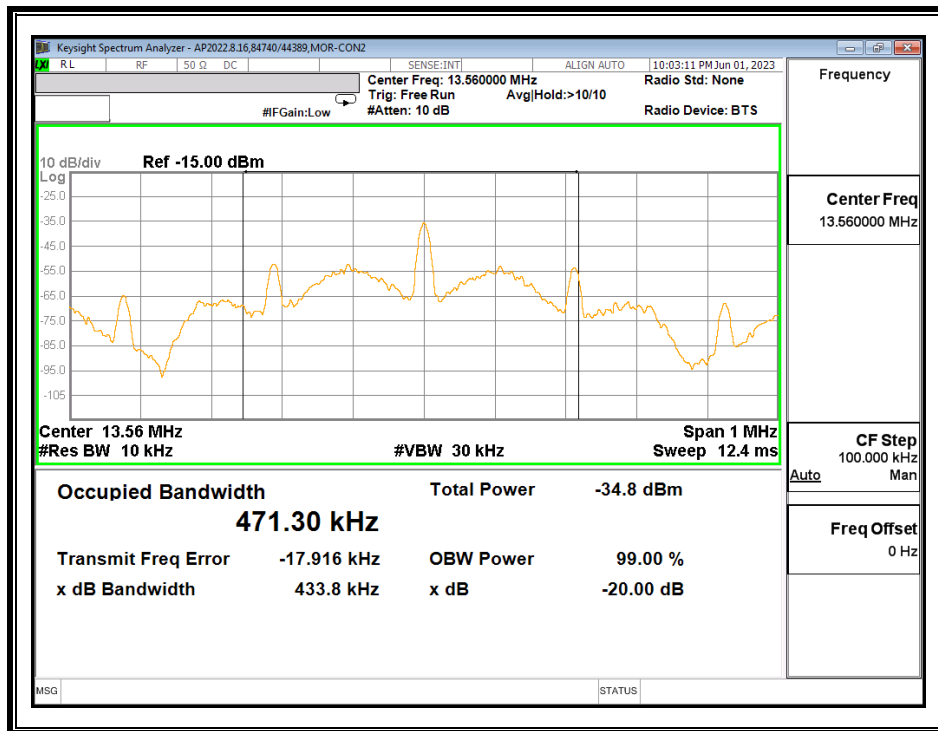 Keysight Spectrum Analyzer - AP2022.8.16,84740/44389,MOR-CON2
LXI RL RF 50 Ω DC SENSE:INT ALIGN AUTO 10:03:11 PM Jun 01, 2023
Center Freq: 13.560000 MHz Radio Std: None
Trig: Free Run Avg|Hold:>10/10
#IFGain:Low #Atten: 10 dB Radio Device: BTS
10 dB/div Ref -15.00 dBm
Log
-25.0
-35.0
-45.0
-55.0
-65.0
-75.0
-85.0
-95.0
-105
Center 13.56 MHz Span 1 MHz
#Res BW 10 kHz #VBW 30 kHz Sweep 12.4 ms
Occupied Bandwidth Total Power -34.8 dBm
471.30 kHz
Transmit Freq Error -17.916 kHz OBW Power 99.00 %
x dB Bandwidth 433.8 kHz x dB -20.00 dB
MSG STATUS
Frequency
Center Freq
13.560000 MHz
CF Step
100.000 kHz
Auto Man
Freq Offset
0 Hz